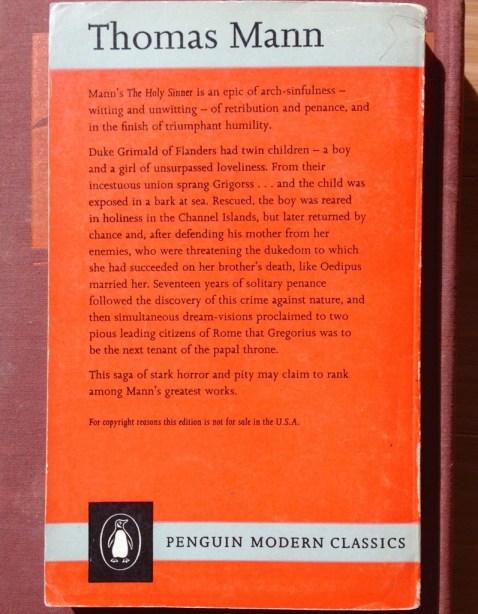 Thomas Mann
Mann's The Holy Sinner is an epic of arch-sinfulness –
witting and unwitting – of retribution and penance, and
in the finish of triumphant humility.
Duke Grimald of Flanders had twin children – a boy
and a girl of unsurpassed loveliness. From their
incestuous union sprang Grigorss . . . and the child was
exposed in a bark at sea. Rescued, the boy was reared
in holiness in the Channel Islands, but later returned by
chance and, after defending his mother from her
enemies, who were threatening the dukedom to which
she had succeeded on her brother's death, like Oedipus
married her. Seventeen years of solitary penance
followed the discovery of this crime against nature, and
then simultaneous dream-visions proclaimed to two
pious leading citizens of Rome that Gregorius was to
be the next tenant of the papal throne.
This saga of stark horror and pity may claim to rank
among Mann's greatest works.
For copyright reasons this edition is not for sale in the U.S.A.
PENGUIN MODERN CLASSICS